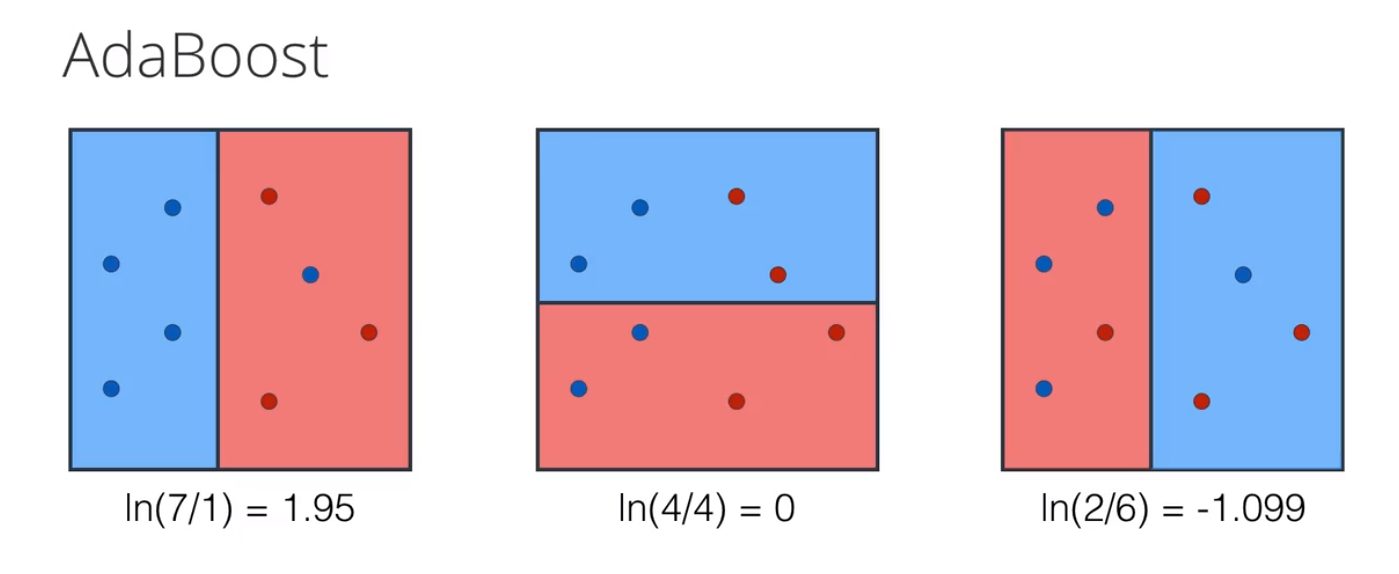 AdaBoost
ln(7/1) = 1.95
ln(4/4) = 0
ln(2/6) = -1.099